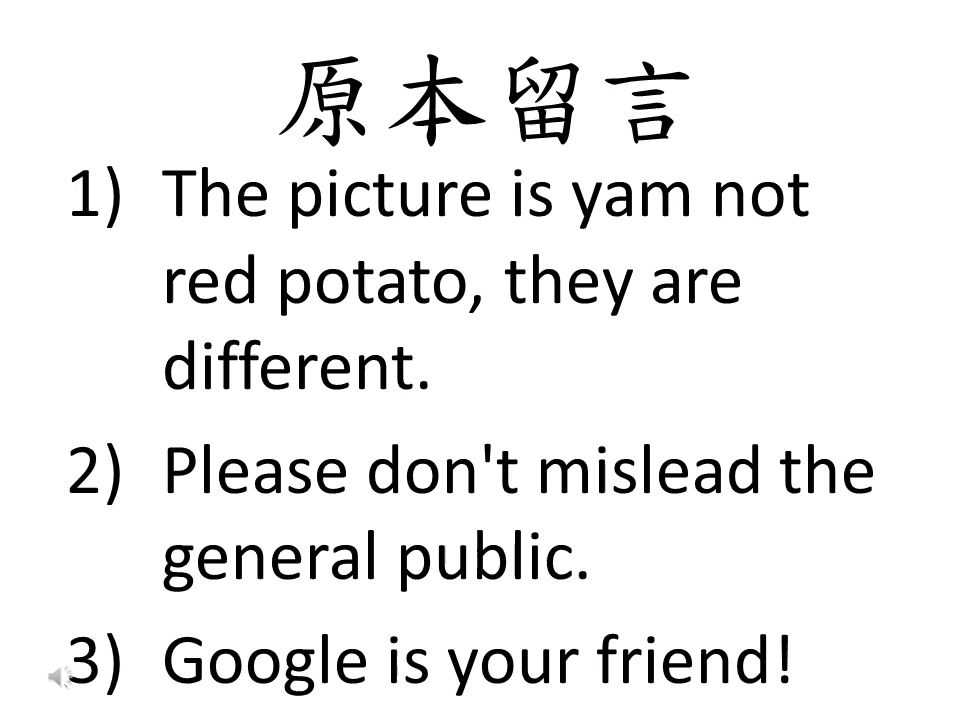 原本留言
1) The picture is yam not
red potato, they are
different.
2) Please don't mislead the
general public.
3) Google is your friend!